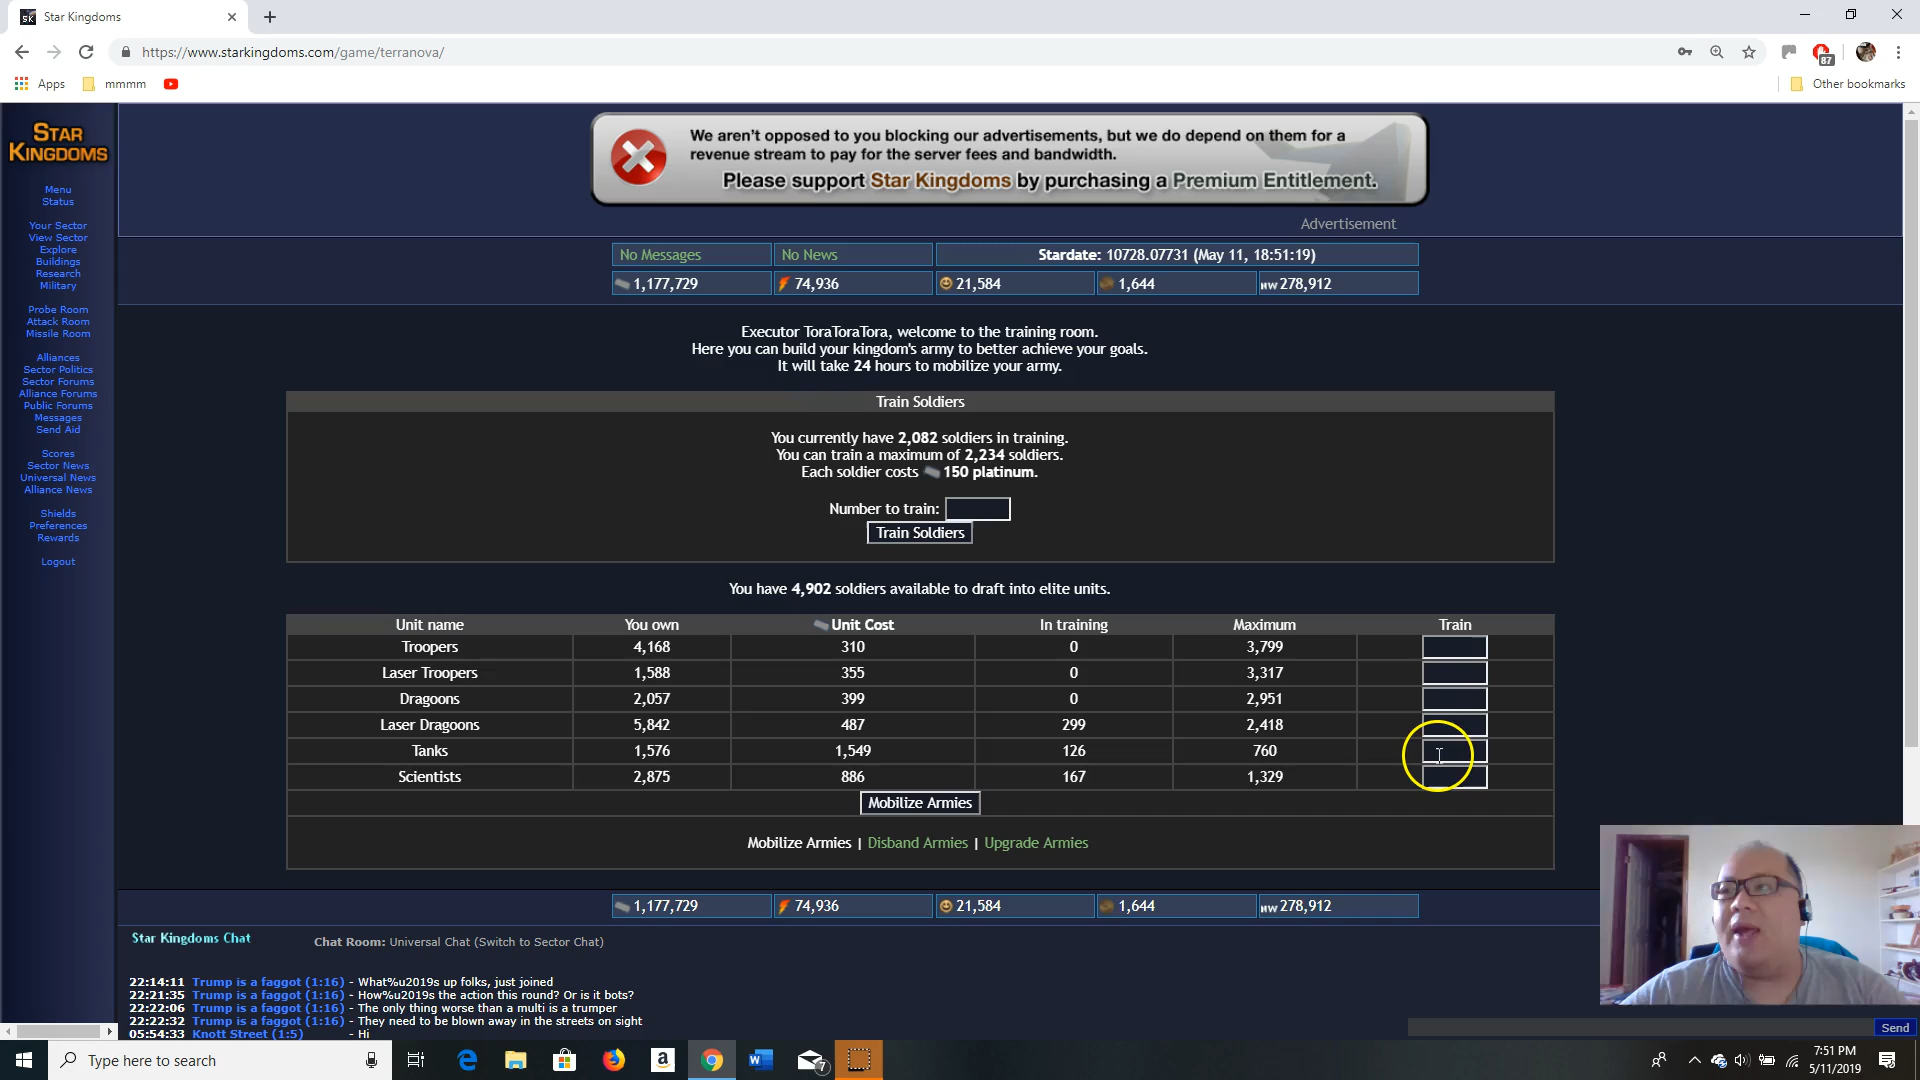 Star Kingdoms
https://www.starkingdoms.com/game/terranova/
87
Apps
mmmm
Other bookmarks
STAR
KINGDOMS
Menu
Status
Your Sector
View Sector
Explore
Buildings
Research
Military
Probe Room
Attack Room
Missile Room
Alliances
Sector Politics
Sector Forums
Alliance Forums
Public Forums
Messages
Send Aid
Scores
Sector News
Universal News
Alliance News
Shields
Preferences
Rewards
Logout
We aren't opposed to you blocking our advertisements, but we do depend on them for a
revenue stream to pay for the server fees and bandwidth.
Please support Star Kingdoms by purchasing a Premium Entitlement.
Advertisement
No Messages No News Stardate: 10728.07731 (May 11, 18:51:19)
1,177,729 74,936 21,584 1,644 NW 278,912
Executor ToraToraTora, welcome to the training room.
Here you can build your kingdom's army to better achieve your goals.
It will take 24 hours to mobilize your army.
Train Soldiers
You currently have 2,082 soldiers in training.
You can train a maximum of 2,234 soldiers.
Each soldier costs 150 platinum.
Number to train:
Train Soldiers
You have 4,902 soldiers available to draft into elite units.
Unit name You own Unit Cost In training Maximum Train
Troopers 4,168 310 0 3,799
Laser Troopers 1,588 355 0 3,317
Dragoons 2,057 399 0 2,951
Laser Dragoons 5,842 487 299 2,418
Tanks 1,576 1,549 126 760
Scientists 2,875 886 167 1,329
Mobilize Armies
Mobilize Armies | Disband Armies | Upgrade Armies
1,177,729 74,936 21,584 1,644 NW 278,912
Star Kingdoms Chat Chat Room: Universal Chat (Switch to Sector Chat)
22:14:11 Trump is a faggot (1:16) - What%u2019s up folks, just joined
22:21:35 Trump is a faggot (1:16) - How%u2019s the action this round? Or is it bots?
22:22:06 Trump is a faggot (1:16) - The only thing worse than a multi is a trumper
22:22:32 Trump is a faggot (1:16) - They need to be blown away in the streets on sight
05:54:33 Knott Street (1:5) - Hi
Send
Type here to search
7
7:51 PM
5/11/2019